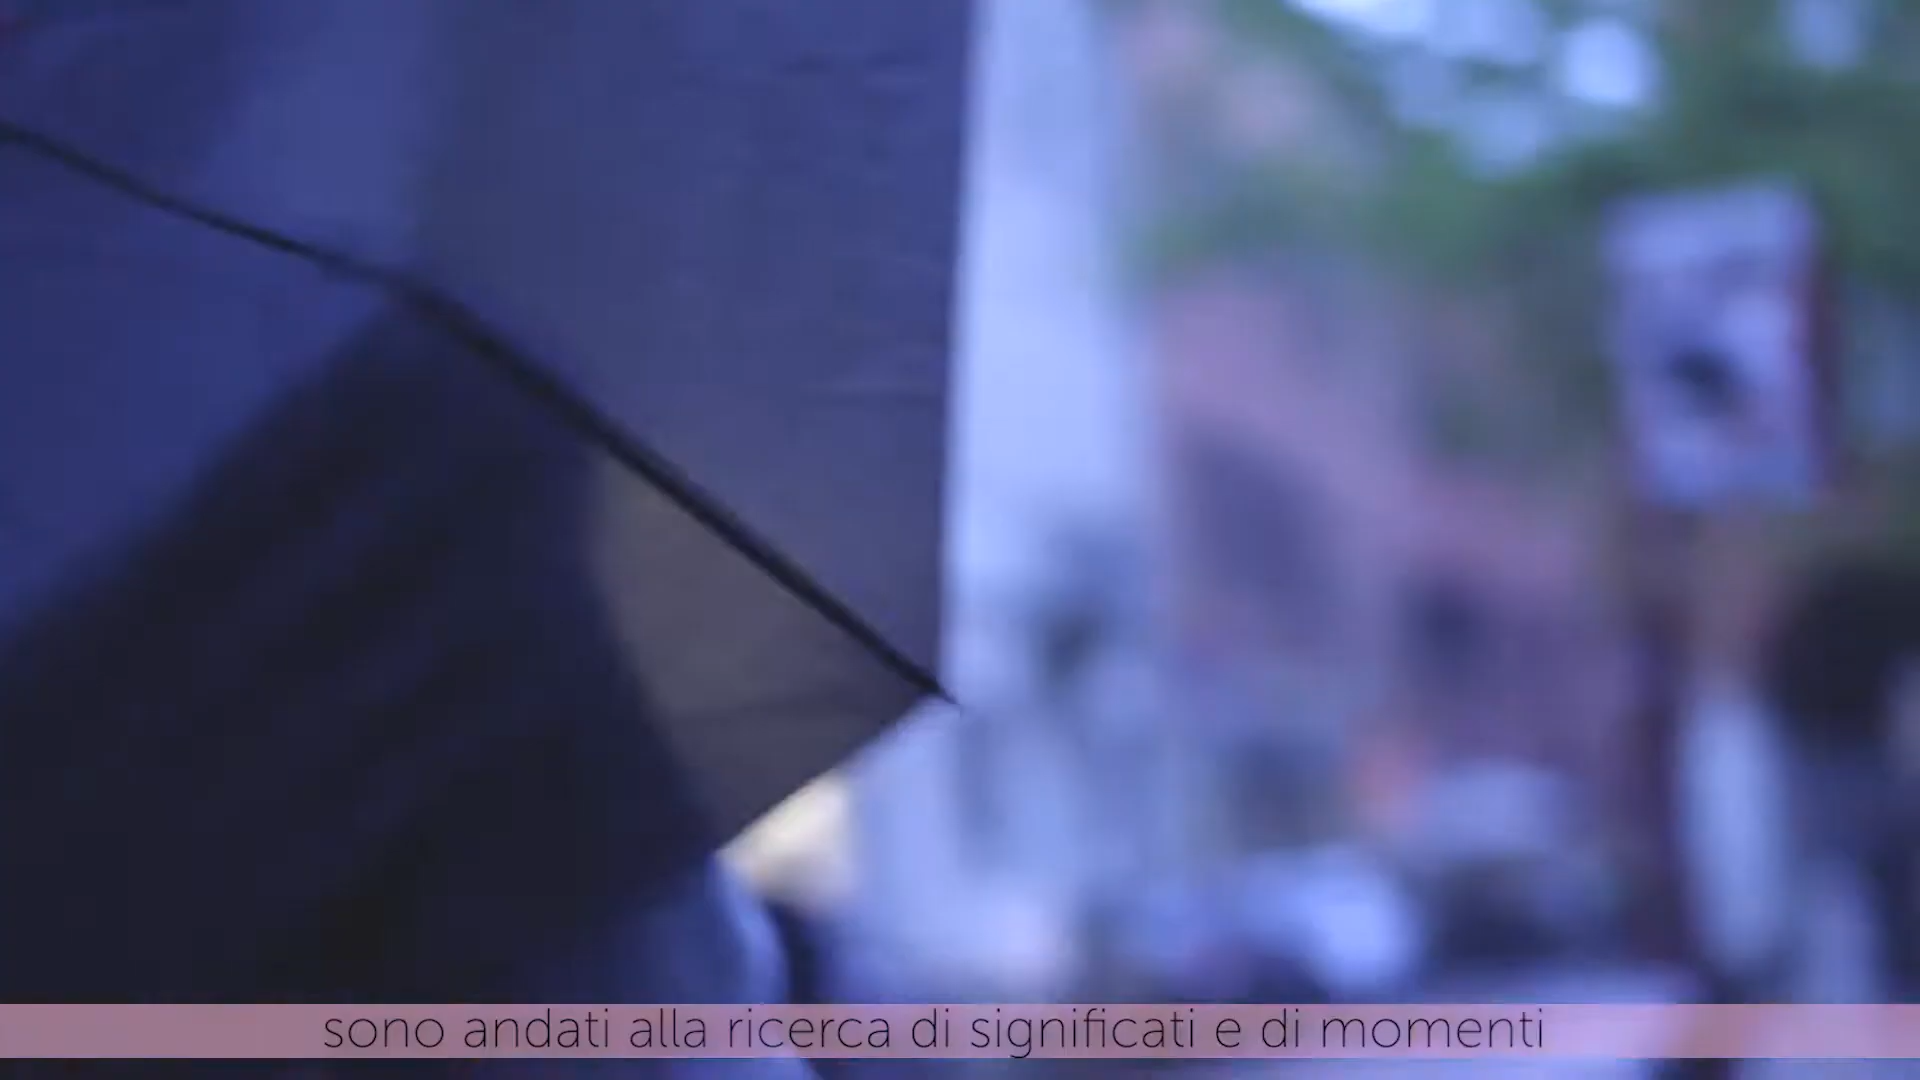 sono andati alla ricerca di significati e di momenti